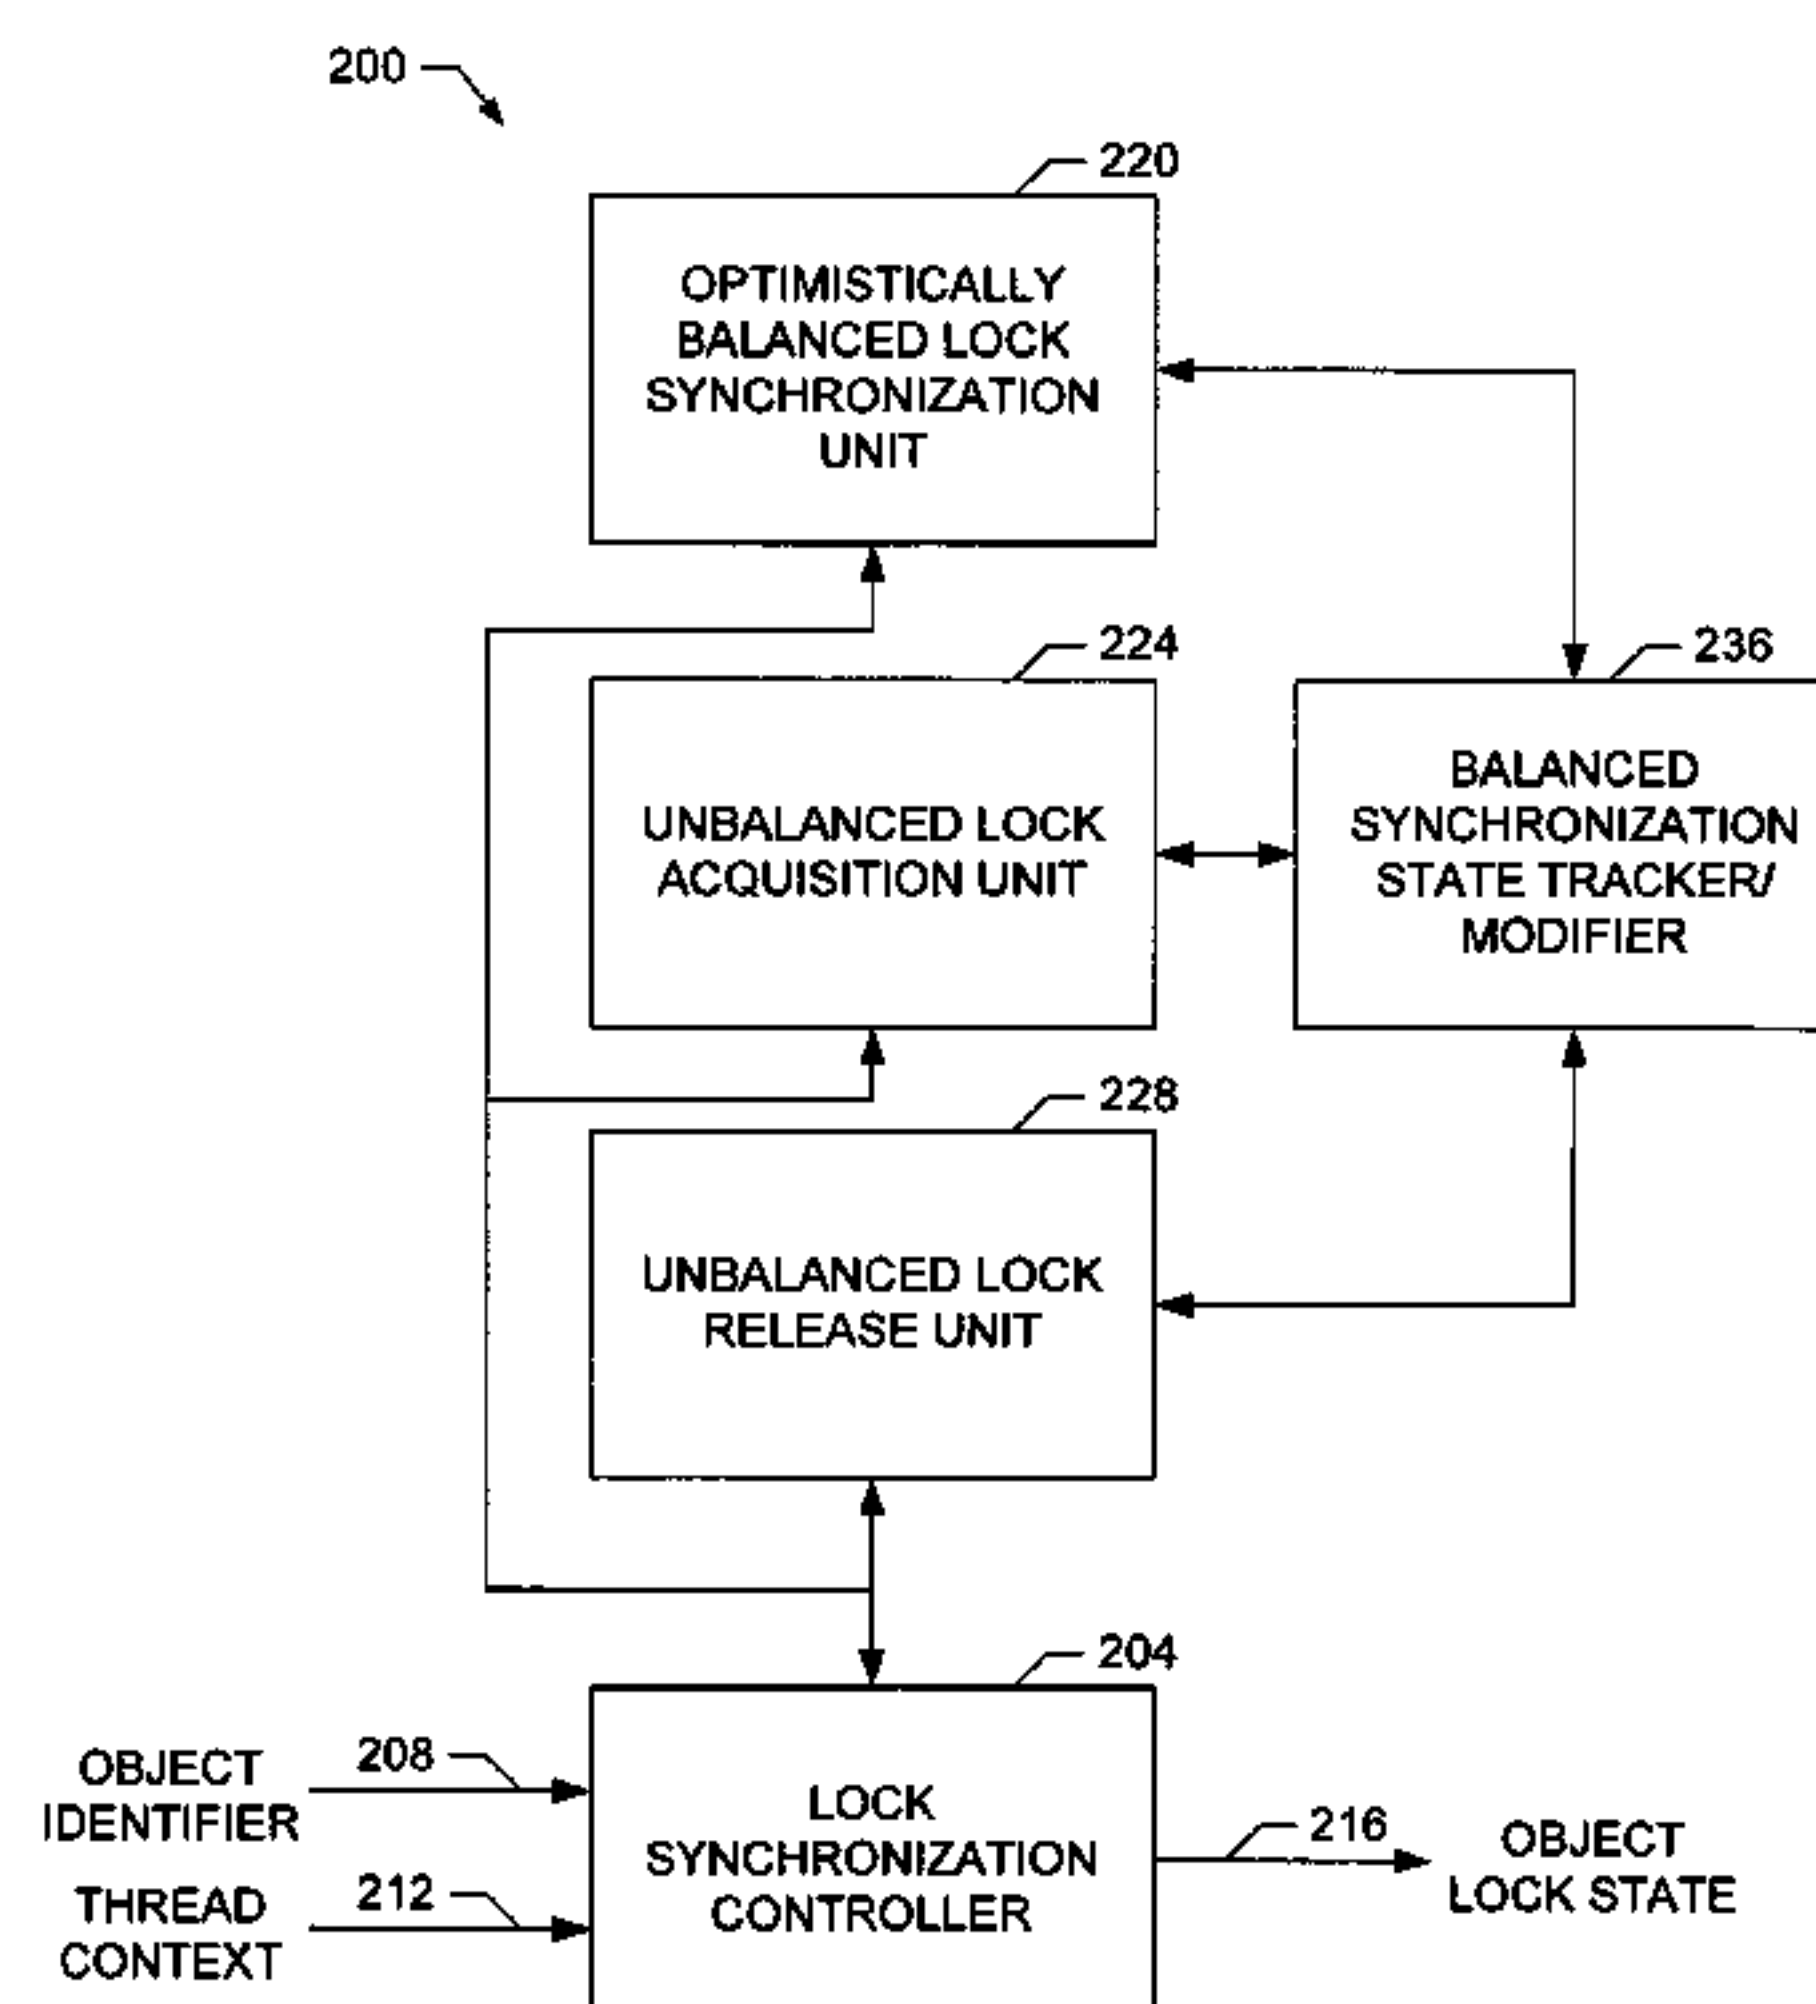 200
220
OPTIMISTICALLY
BALANCED LOCK
SYNCHRONIZATION
UNIT
224
236
UNBALANCED LOCK
ACQUISITION UNIT
BALANCED
SYNCHRONIZATION
STATE TRACKER/
MODIFIER
228
UNBALANCED LOCK
RELEASE UNIT
204
OBJECT
IDENTIFIER
208
THREAD
CONTEXT
212
LOCK
SYNCHRONIZATION
CONTROLLER
216
OBJECT
LOCK STATE